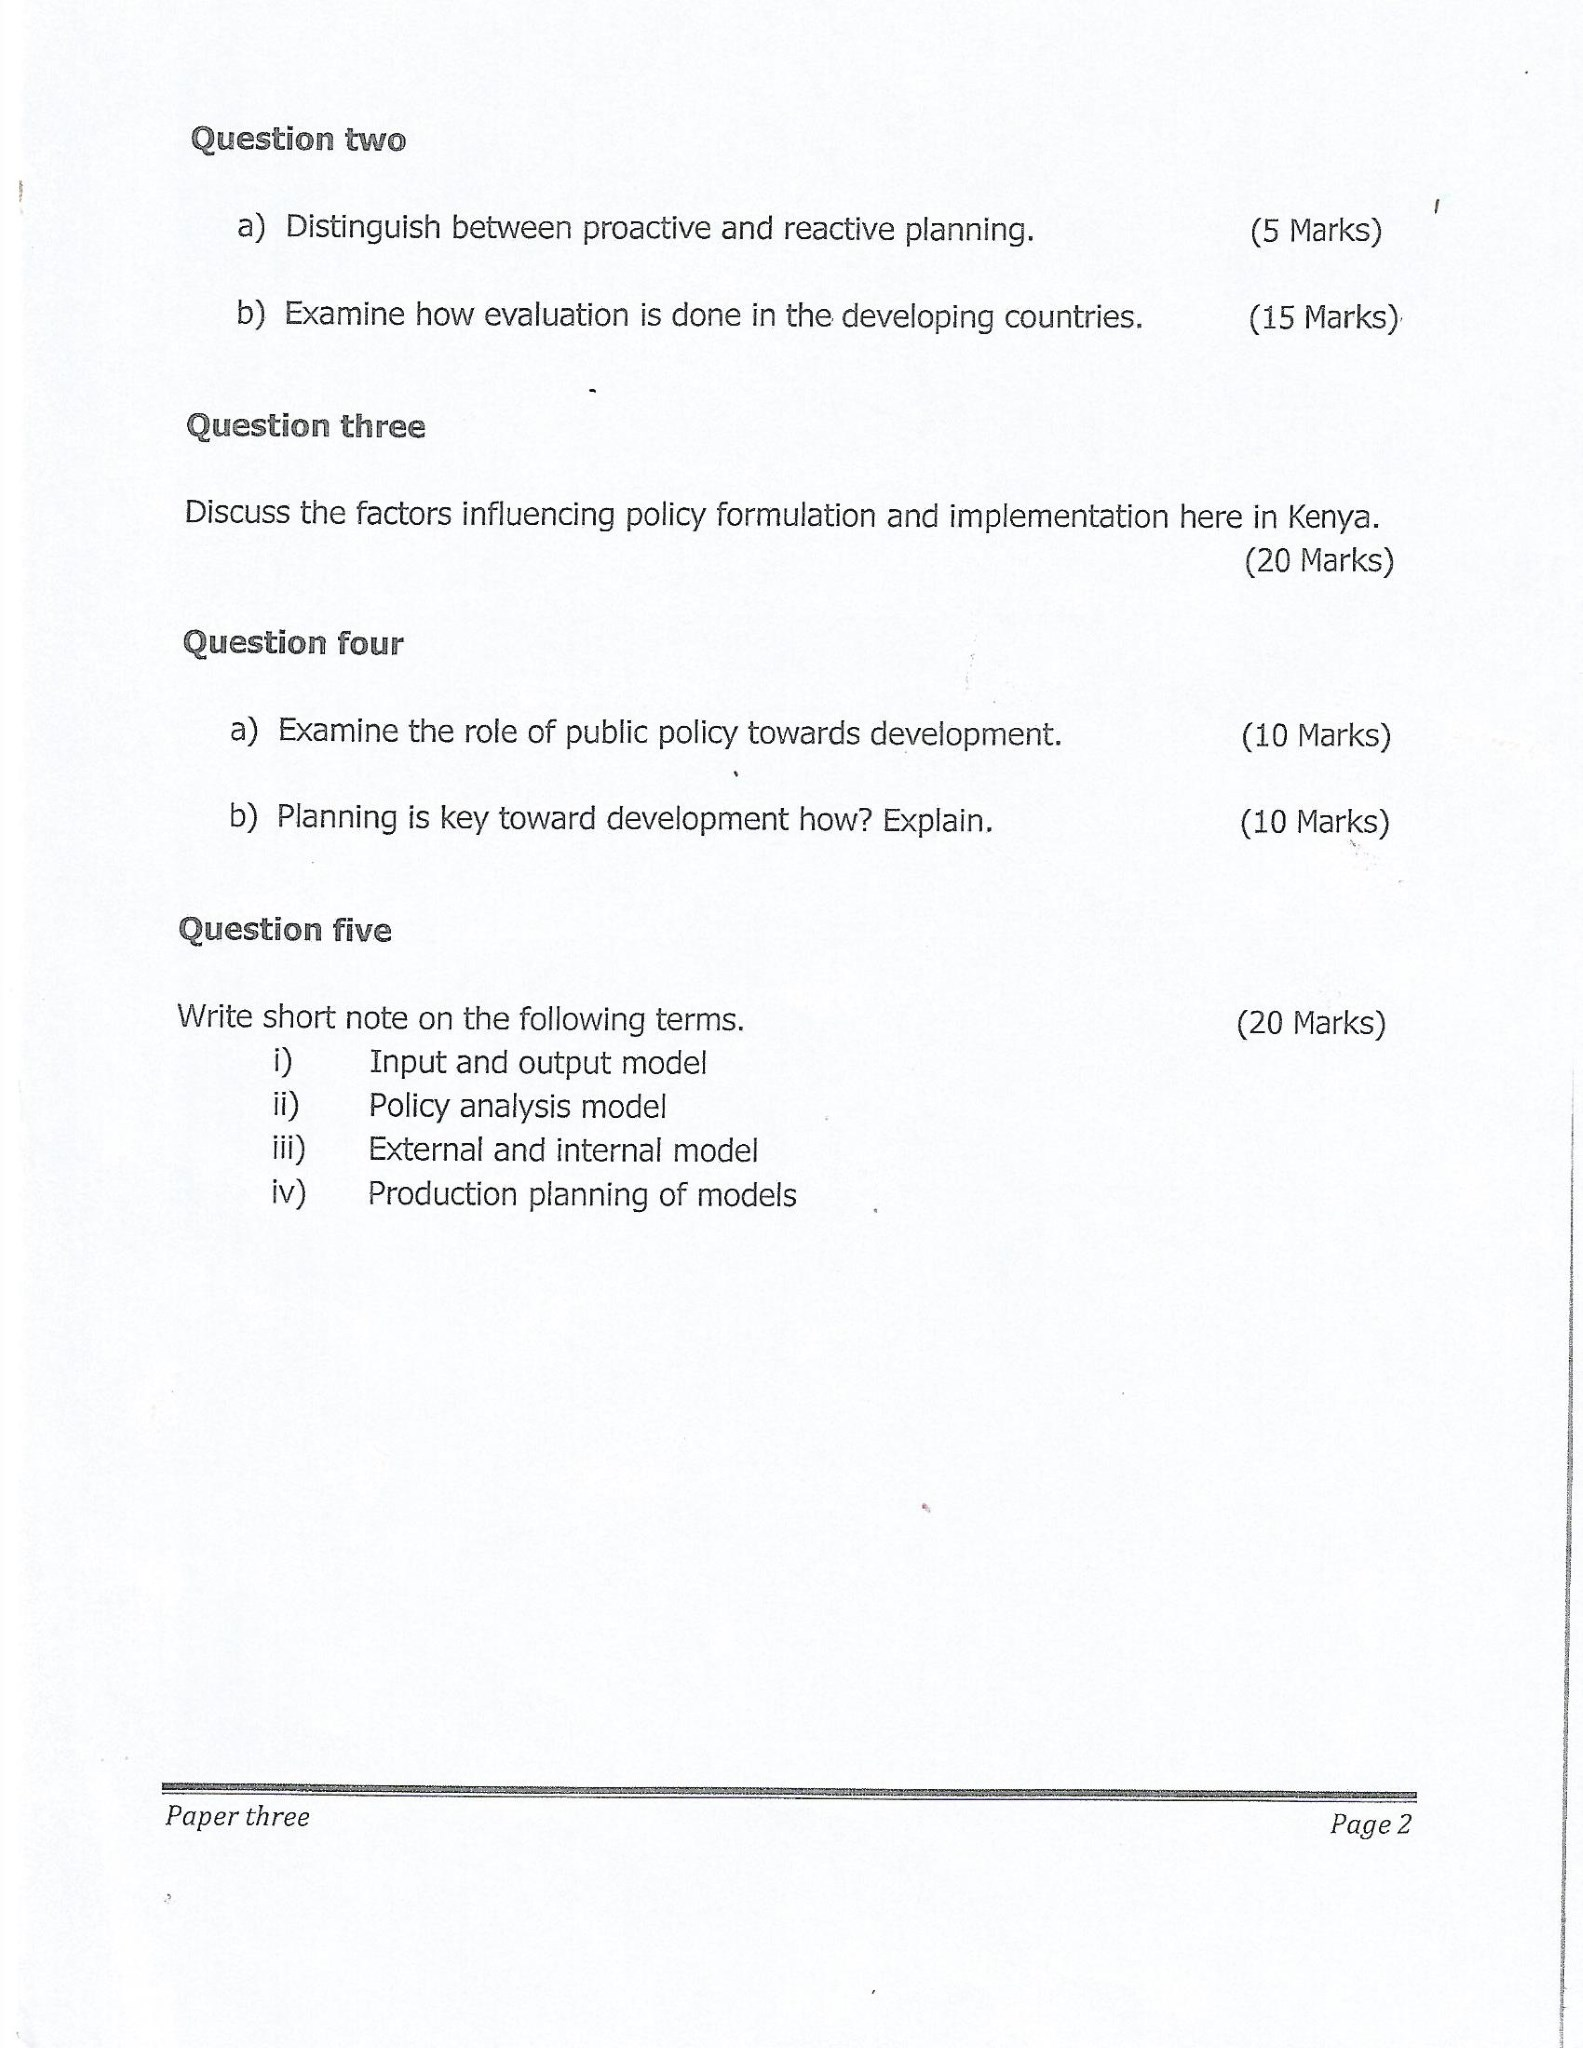 Question two
a) Distinguish between proactive and reactive planning. (5 Marks)
b) Examine how evaluation is done in the developing countries. (15 Marks)
Question three
Discuss the factors influencing policy formulation and implementation here in Kenya.
(20 Marks)
Question four
a) Examine the role of public policy towards development. (10 Marks)
b) Planning is key toward development how? Explain. (10 Marks)
Question five
Write short note on the following terms. (20 Marks)
i) Input and output model
ii) Policy analysis model
iii) External and internal model
iv) Production planning of models
Paper three Page 2